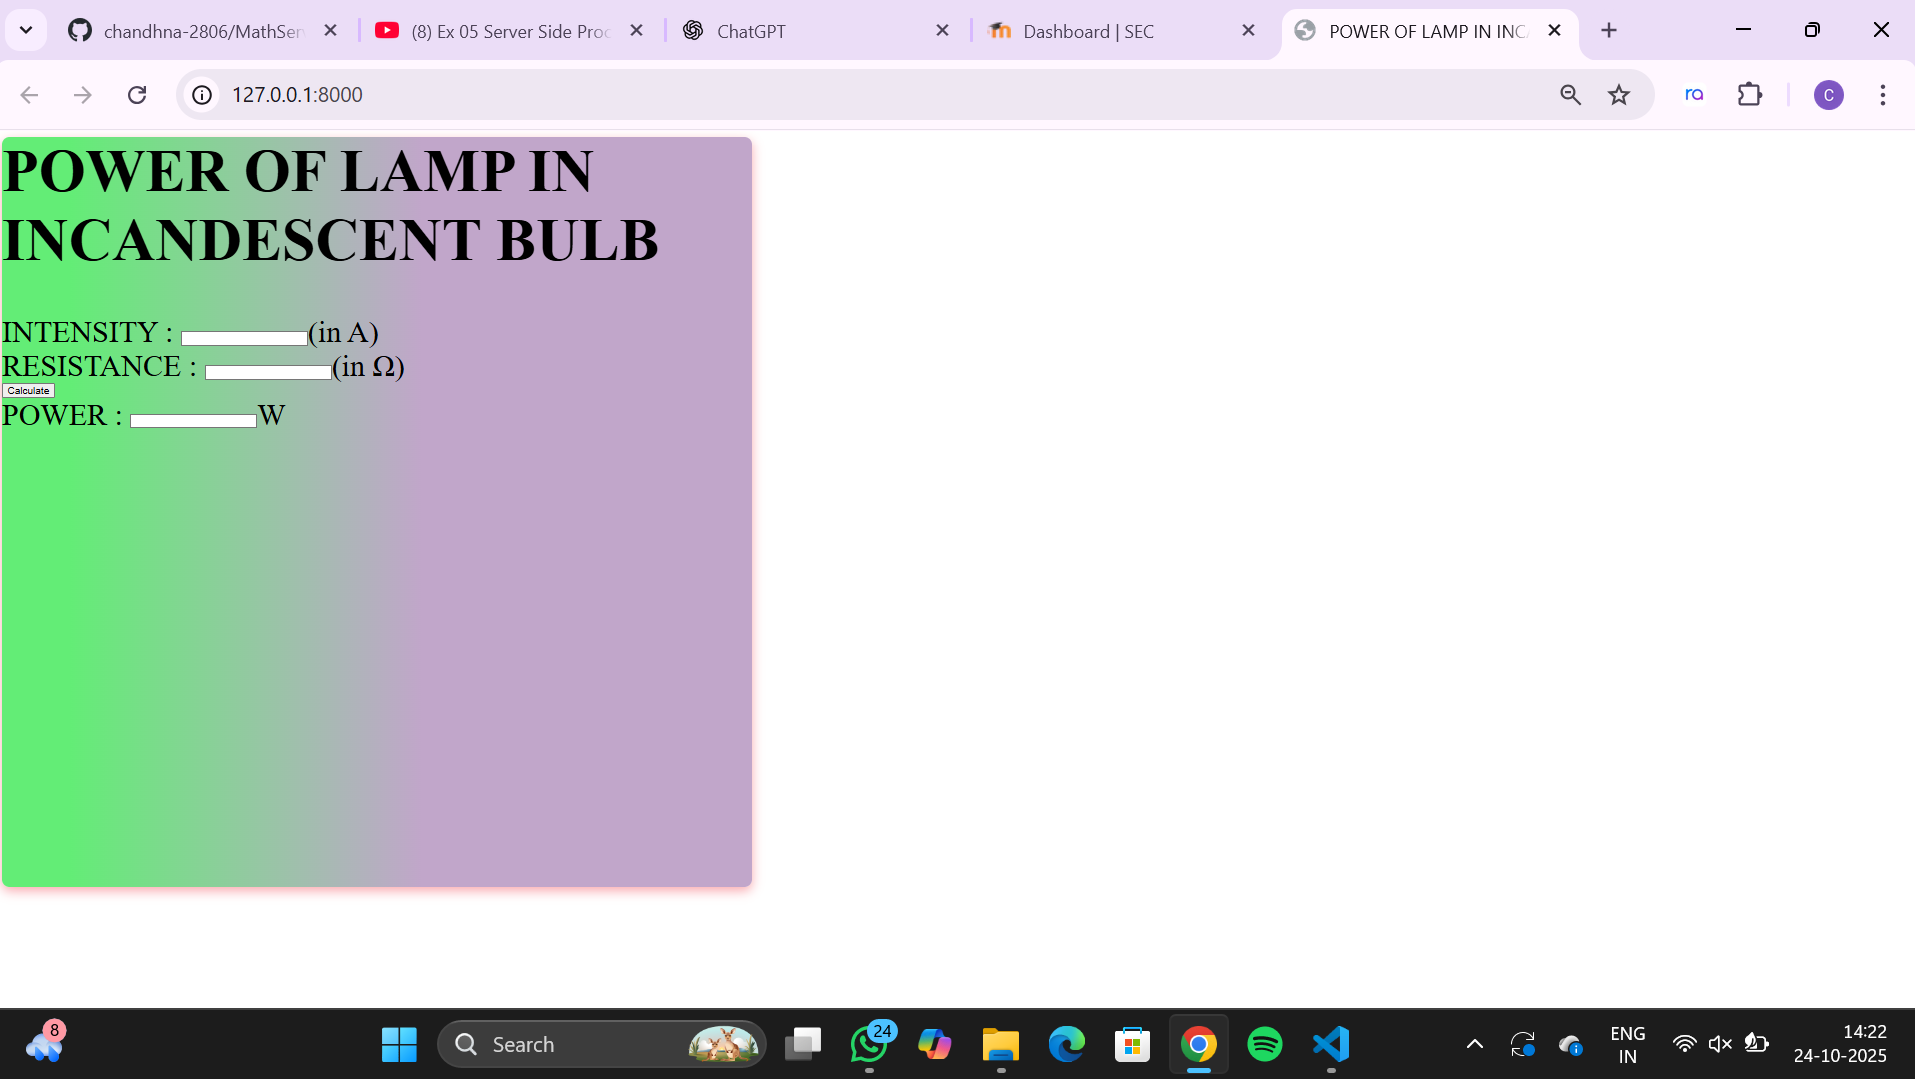 chandhna-2806/MathSer
(8) Ex 05 Server Side Proc
ChatGPT
Dashboard | SEC
POWER OF LAMP IN INC
127.0.0.1:8000
ra
C
POWER OF LAMP IN
INCANDESCENT BULB
INTENSITY : (in A)
RESISTANCE : (in Ω)
Calculate
POWER : W
8
Search
24
ENG
IN
14:22
24-10-2025